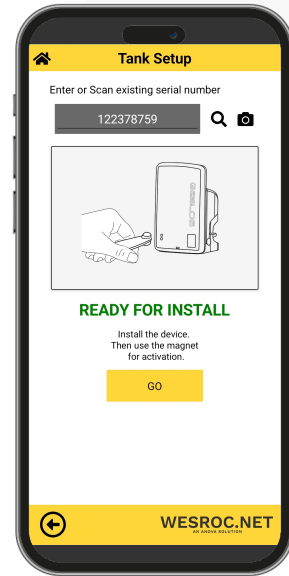 Tank Setup
Enter or Scan existing serial number
122378759
READY FOR INSTALL
Install the device.
Then use the magnet
for activation.
GO
WESROC.NET
AN ANOVA SOLUTION